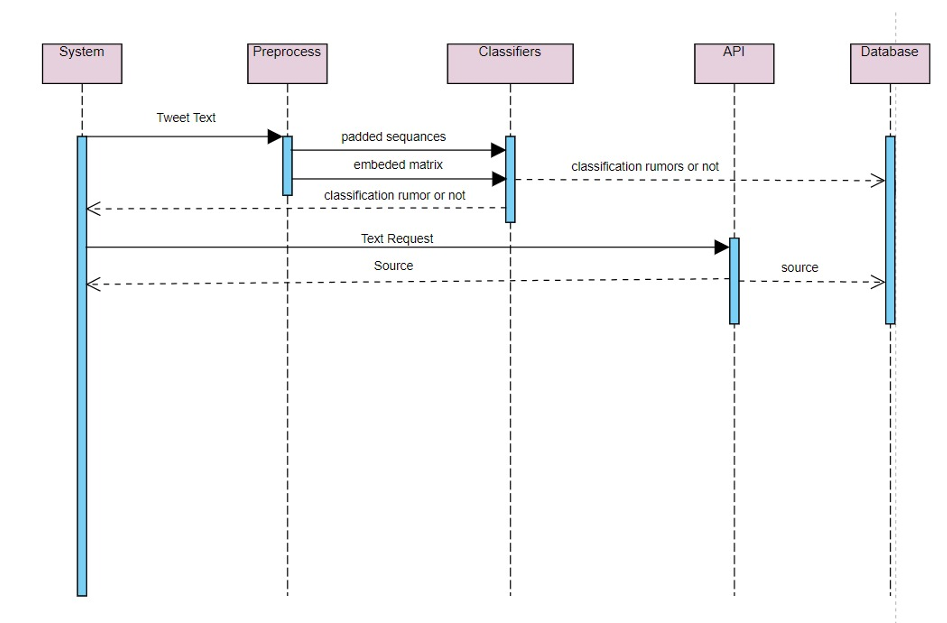 System
Preprocess
Classifiers
API
Database
Tweet Text
padded sequances
embeded matrix
classification rumors or not
classification rumor or not
Text Request
Source
source